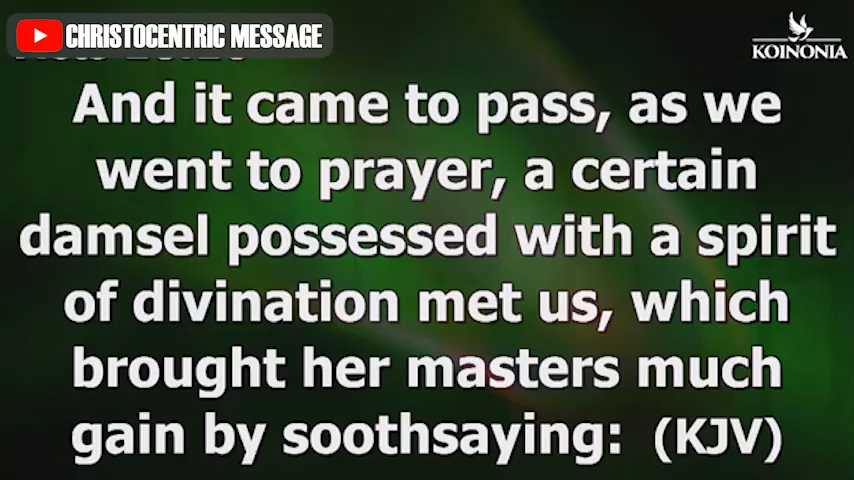 CHRISTOCENTRIC MESSAGE
KOINONIA
And it came to pass, as we
went to prayer, a certain
damsel possessed with a spirit
of divination met us, which
brought her masters much
gain by soothsaying: (KJV)